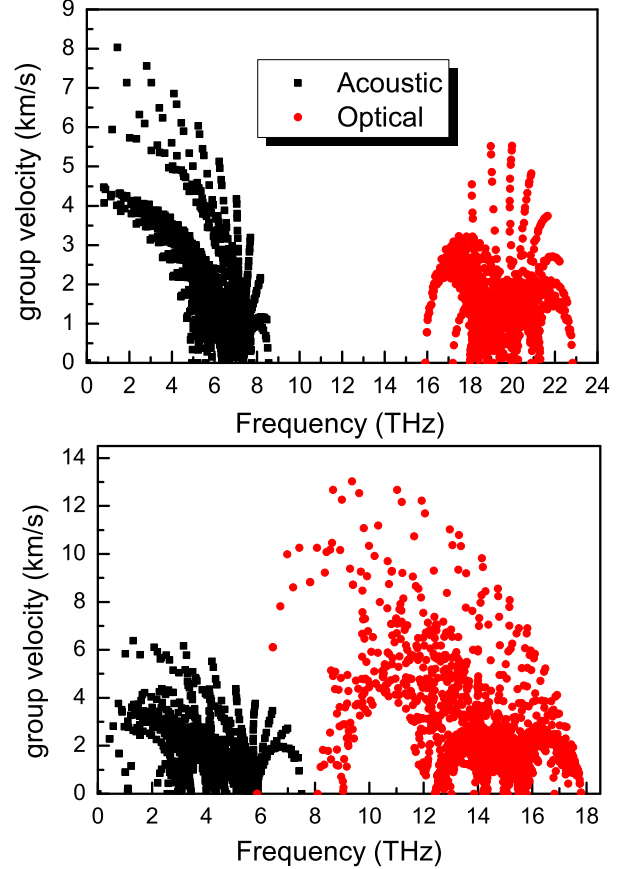 9
8
7
6
5
4
3
2
1
0
group velocity (km/s)
Acoustic
Optical
0 2 4 6 8 10 12 14 16 18 20 22 24
Frequency (THz)
14
12
10
8
6
4
2
0
group velocity (km/s)
0 2 4 6 8 10 12 14 16 18
Frequency (THz)